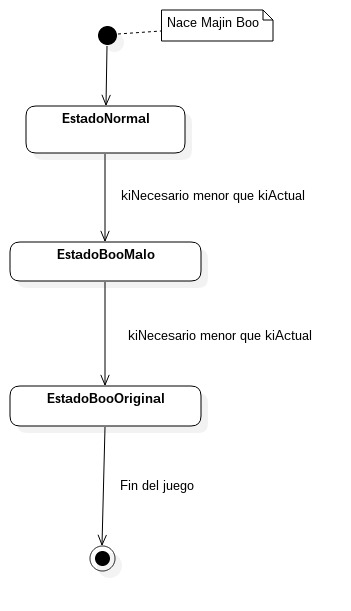 Nace Majin Boo
EstadoNormal
kiNecesario menor que kiActual
EstadoBooMalo
kiNecesario menor que kiActual
EstadoBooOriginal
Fin del juego